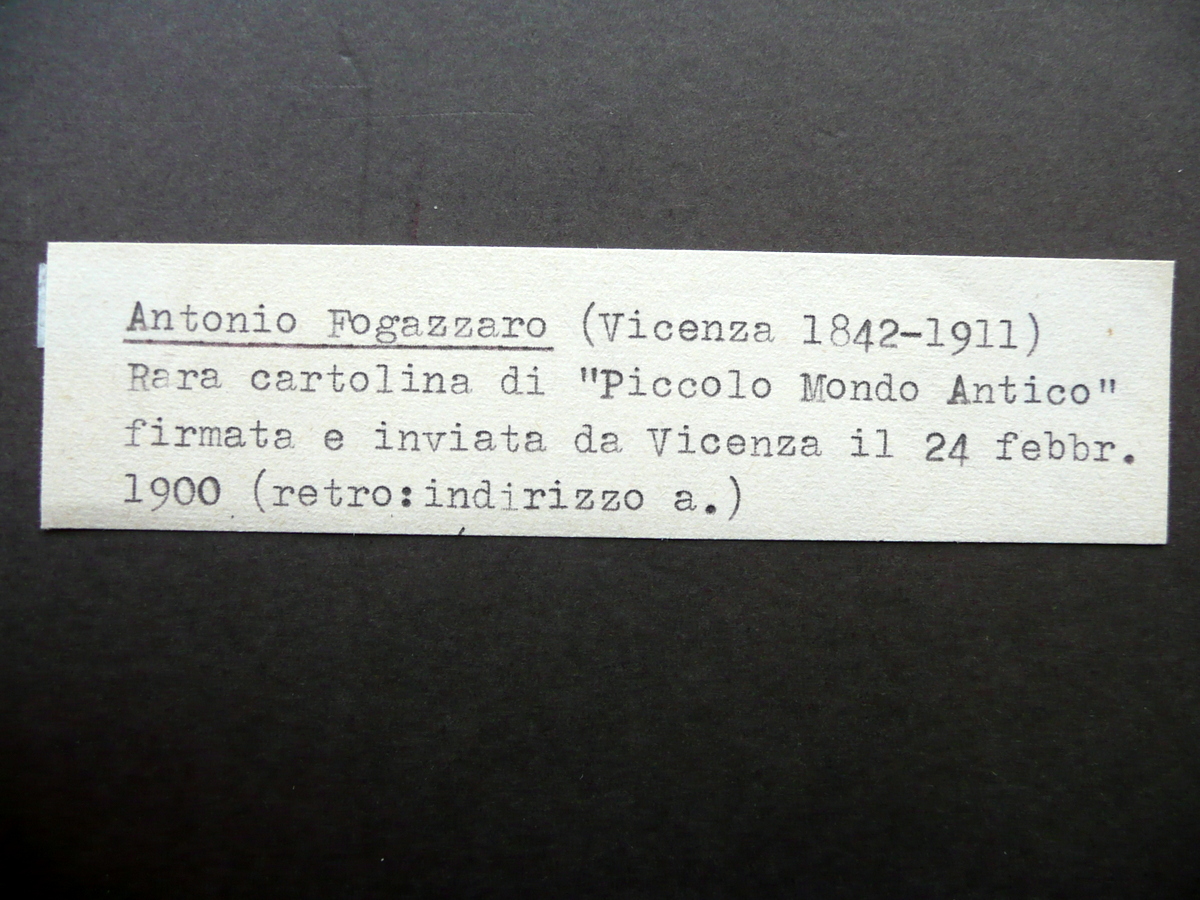 Antonio Fogazzaro (Vicenza 1842-1911)
Rara cartolina di "Piccolo Mondo Antico"
firmata e inviata da Vicenza il 24 febbr.
1900 (retro:indirizzo a.)